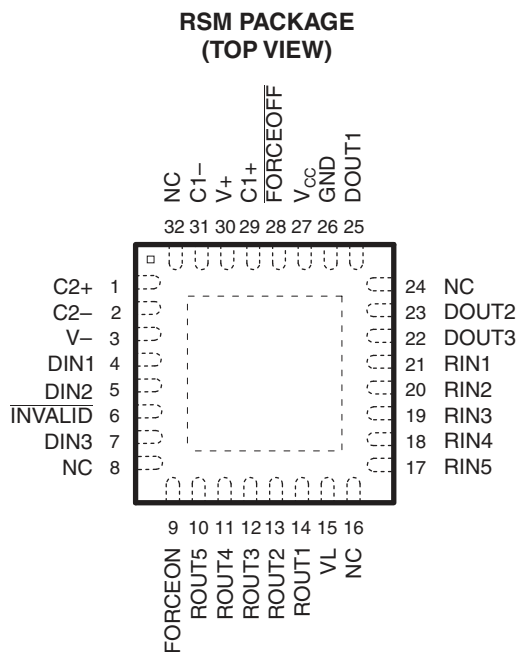 RSM PACKAGE
(TOP VIEW)
NC
C1–
V+
C1+
FORCEOFF
VCC
GND
DOUT1
32 31 30 29 28 27 26 25
C2+ 1
C2– 2
V– 3
DIN1 4
DIN2 5
INVALID 6
DIN3 7
NC 8
24 NC
23 DOUT2
22 DOUT3
21 RIN1
20 RIN2
19 RIN3
18 RIN4
17 RIN5
9 10 11 12 13 14 15 16
FORCEON
ROUT5
ROUT4
ROUT3
ROUT2
ROUT1
VL
NC